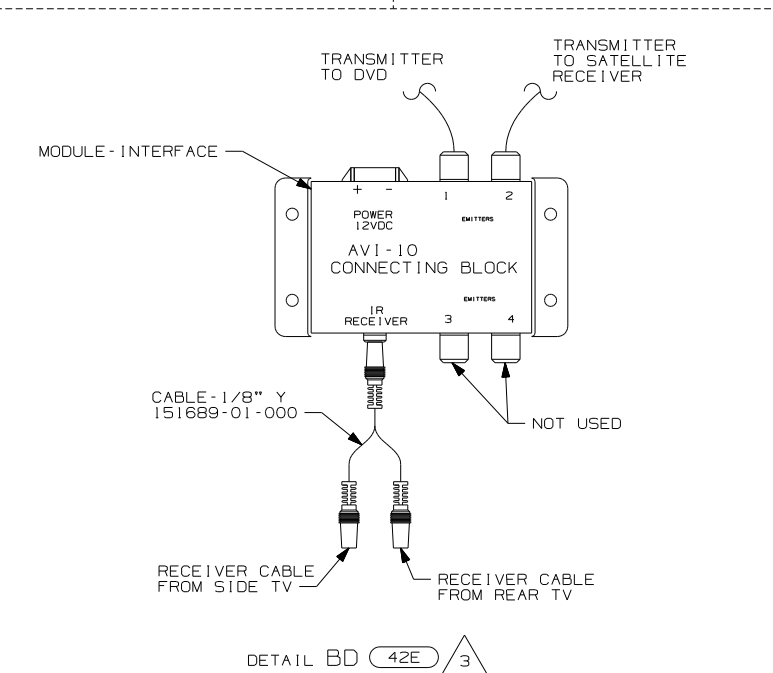 TRANSMITTER
TO DVD
TRANSMITTER
TO SATELLITE
RECEIVER
MODULE-INTERFACE
+ -
POWER
12VDC
1
2
EMITTERS
AVI-10
CONNECTING BLOCK
EMITTERS
IR
RECEIVER
3
4
CABLE-1/8" Y
151689-01-000
NOT USED
RECEIVER CABLE
FROM SIDE TV
RECEIVER CABLE
FROM REAR TV
DETAIL BD 42E 3